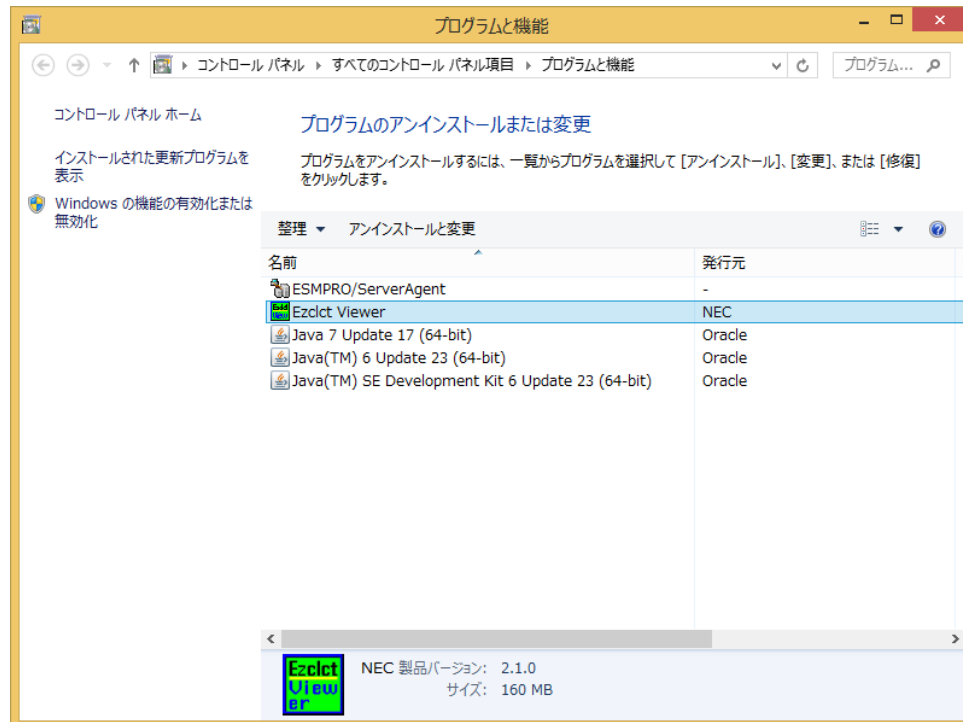 プログラムと機能
コントロール パネル ▸ すべてのコントロール パネル項目 ▸ プログラムと機能
プログラム...
コントロール パネル ホーム
インストールされた更新プログラムを
表示
Windows の機能の有効化または
無効化
プログラムのアンインストールまたは変更
プログラムをアンインストールするには、一覧からプログラムを選択して [アンインストール]、[変更]、または [修復]
をクリックします。
整理 ▼ アンインストールと変更
名前 発行元
ESMPRO/ServerAgent -
Ezclct Viewer NEC
Java 7 Update 17 (64-bit) Oracle
Java(TM) 6 Update 23 (64-bit) Oracle
Java(TM) SE Development Kit 6 Update 23 (64-bit) Oracle
Ezclct
Viewer
NEC 製品バージョン: 2.1.0
サイズ: 160 MB